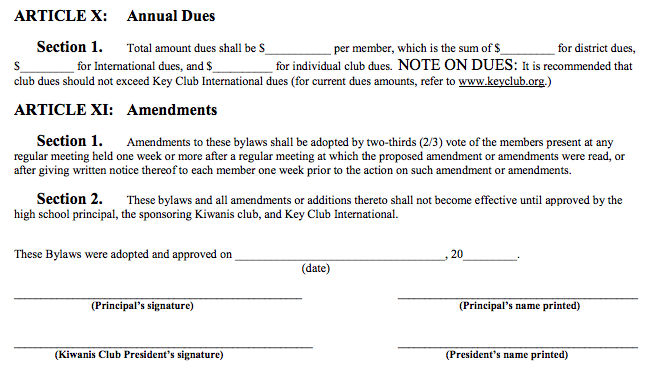 ARTICLE X: Annual Dues
Section 1. Total amount dues shall be $___________ per member, which is the sum of $_________ for district dues,
$_________ for International dues, and $__________ for individual club dues. NOTE ON DUES: It is recommended that
club dues should not exceed Key Club International dues (for current dues amounts, refer to www.keyclub.org.)
ARTICLE XI: Amendments
Section 1. Amendments to these bylaws shall be adopted by two-thirds (2/3) vote of the members present at any
regular meeting held one week or more after a regular meeting at which the proposed amendment or amendments were read, or
after giving written notice thereof to each member one week prior to the action on such amendment or amendments.
Section 2. These bylaws and all amendments or additions thereto shall not become effective until approved by the
high school principal, the sponsoring Kiwanis club, and Key Club International.
These Bylaws were adopted and approved on ___________________________________, 20_________.
(date)
(Principal's signature) (Principal's name printed)
(Kiwanis Club President's signature) (President's name printed)